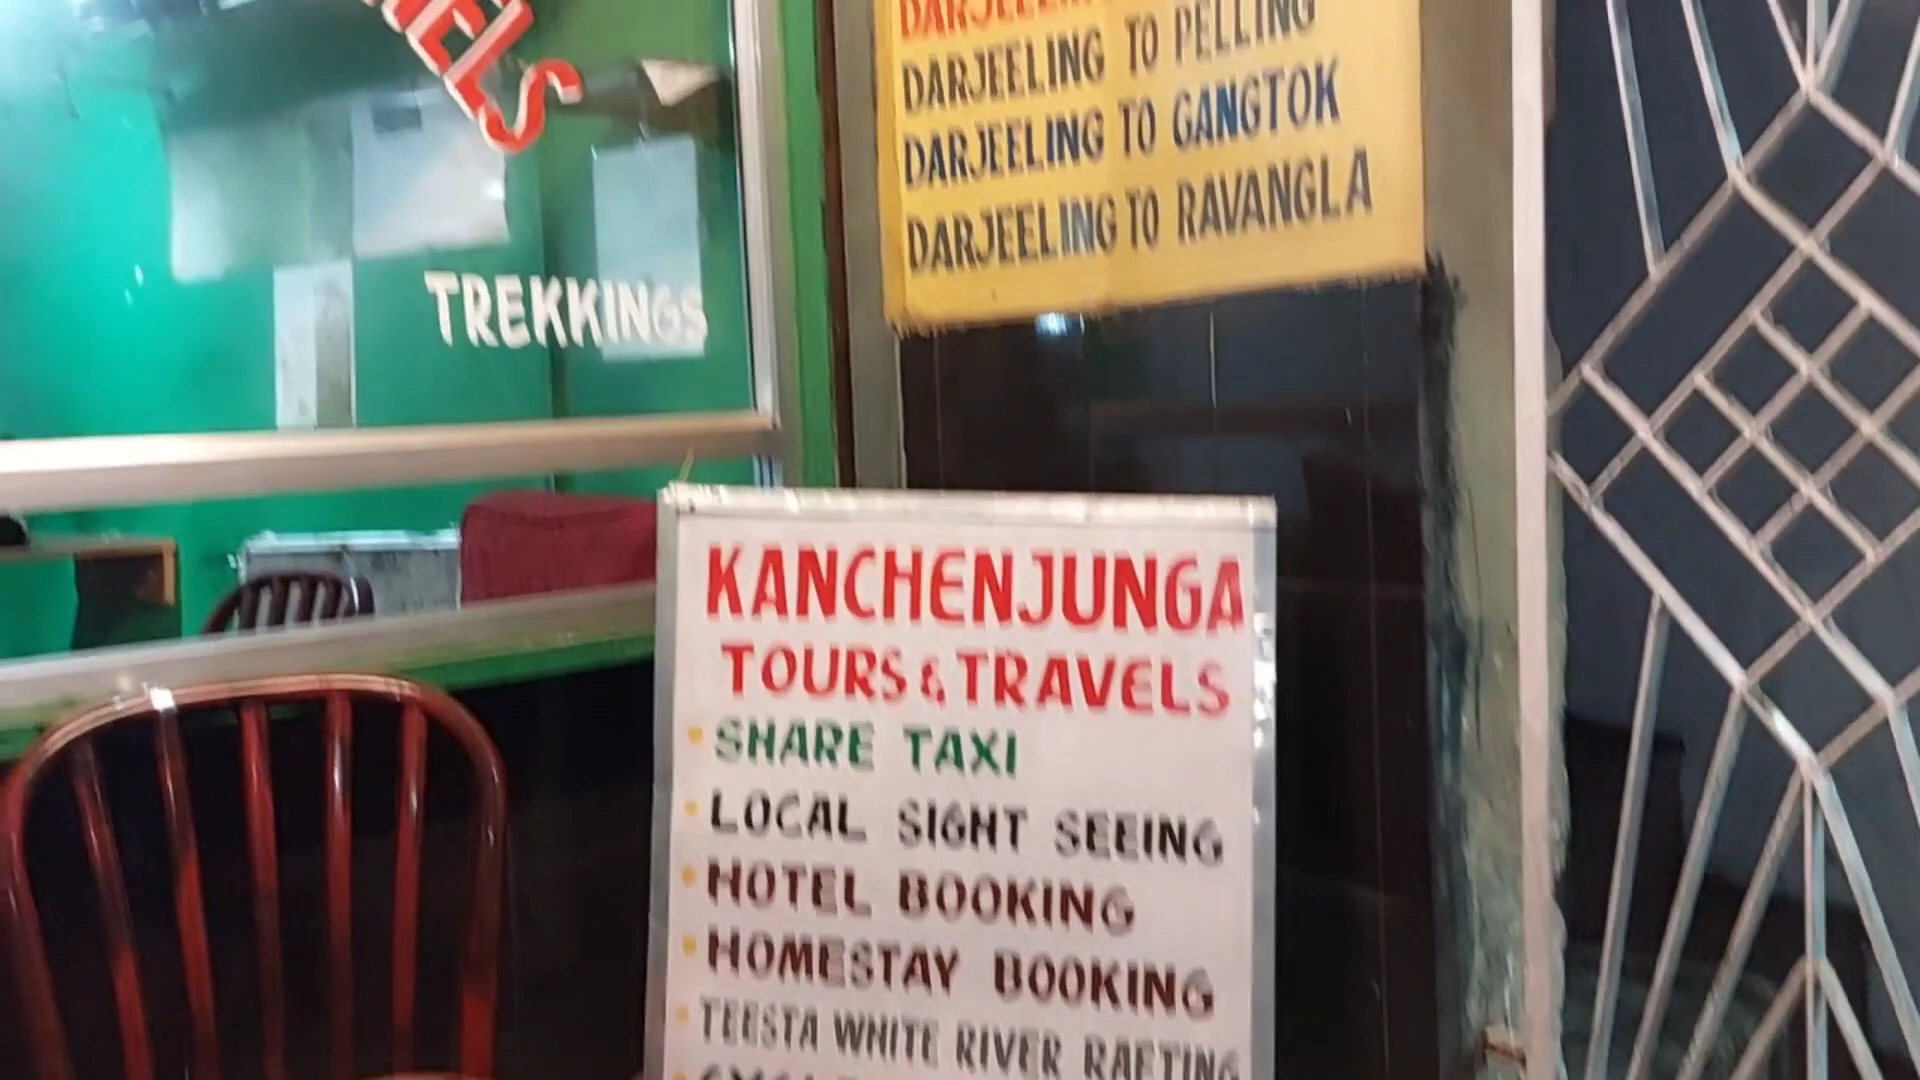 TREKKINGS
DARJEELING TO PELLING
DARJEELING TO GANGTOK
DARJEELING TO RAVANGLA
KANCHENJUNGA
TOURS & TRAVELS
SHARE TAXI
LOCAL SIGHT SEEING
HOTEL BOOKING
HOMESTAY BOOKING
TEESTA WHITE RIVER RAFTING